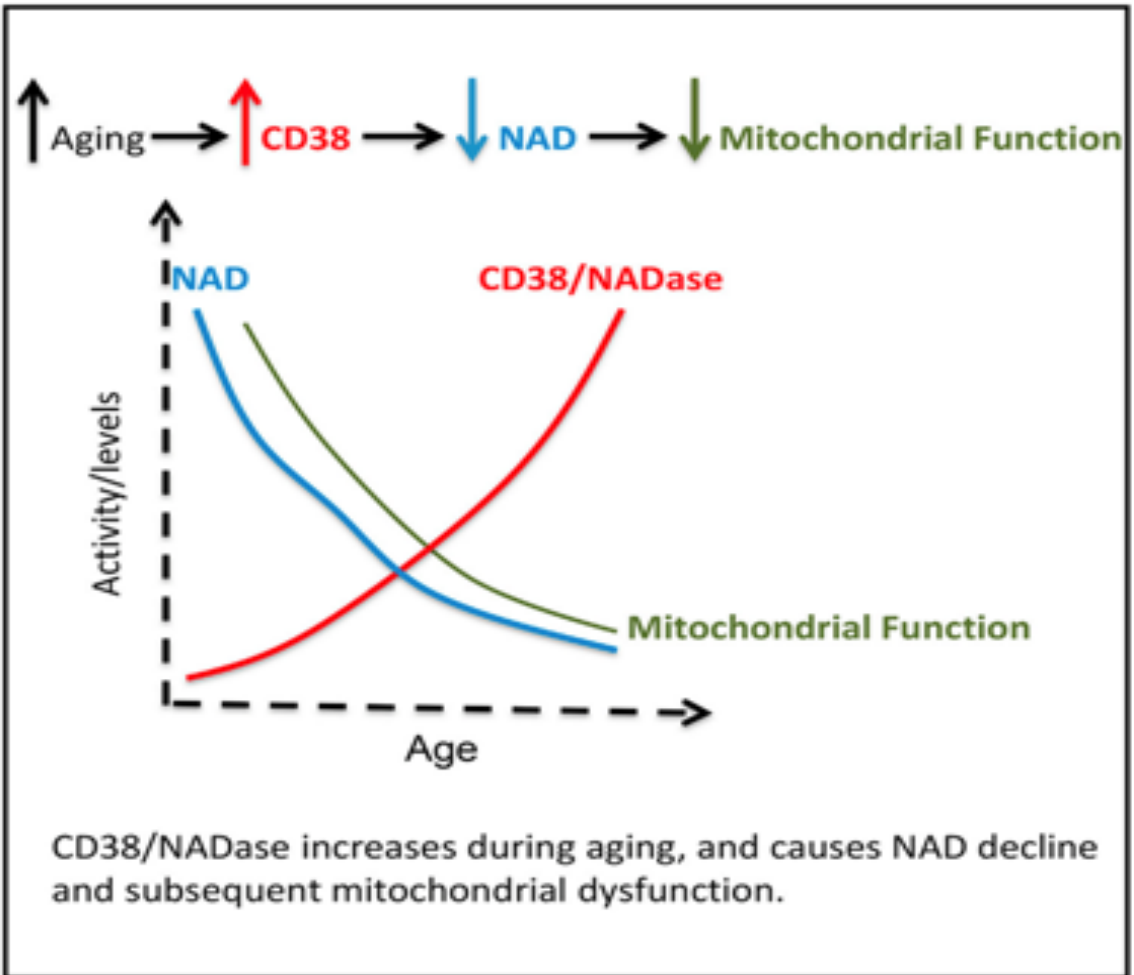 Aging CD38 NAD Mitochondrial Function
NAD
CD38/NADase
Activity/levels
Mitochondrial Function
Age
CD38/NADase increases during aging, and causes NAD decline
and subsequent mitochondrial dysfunction.